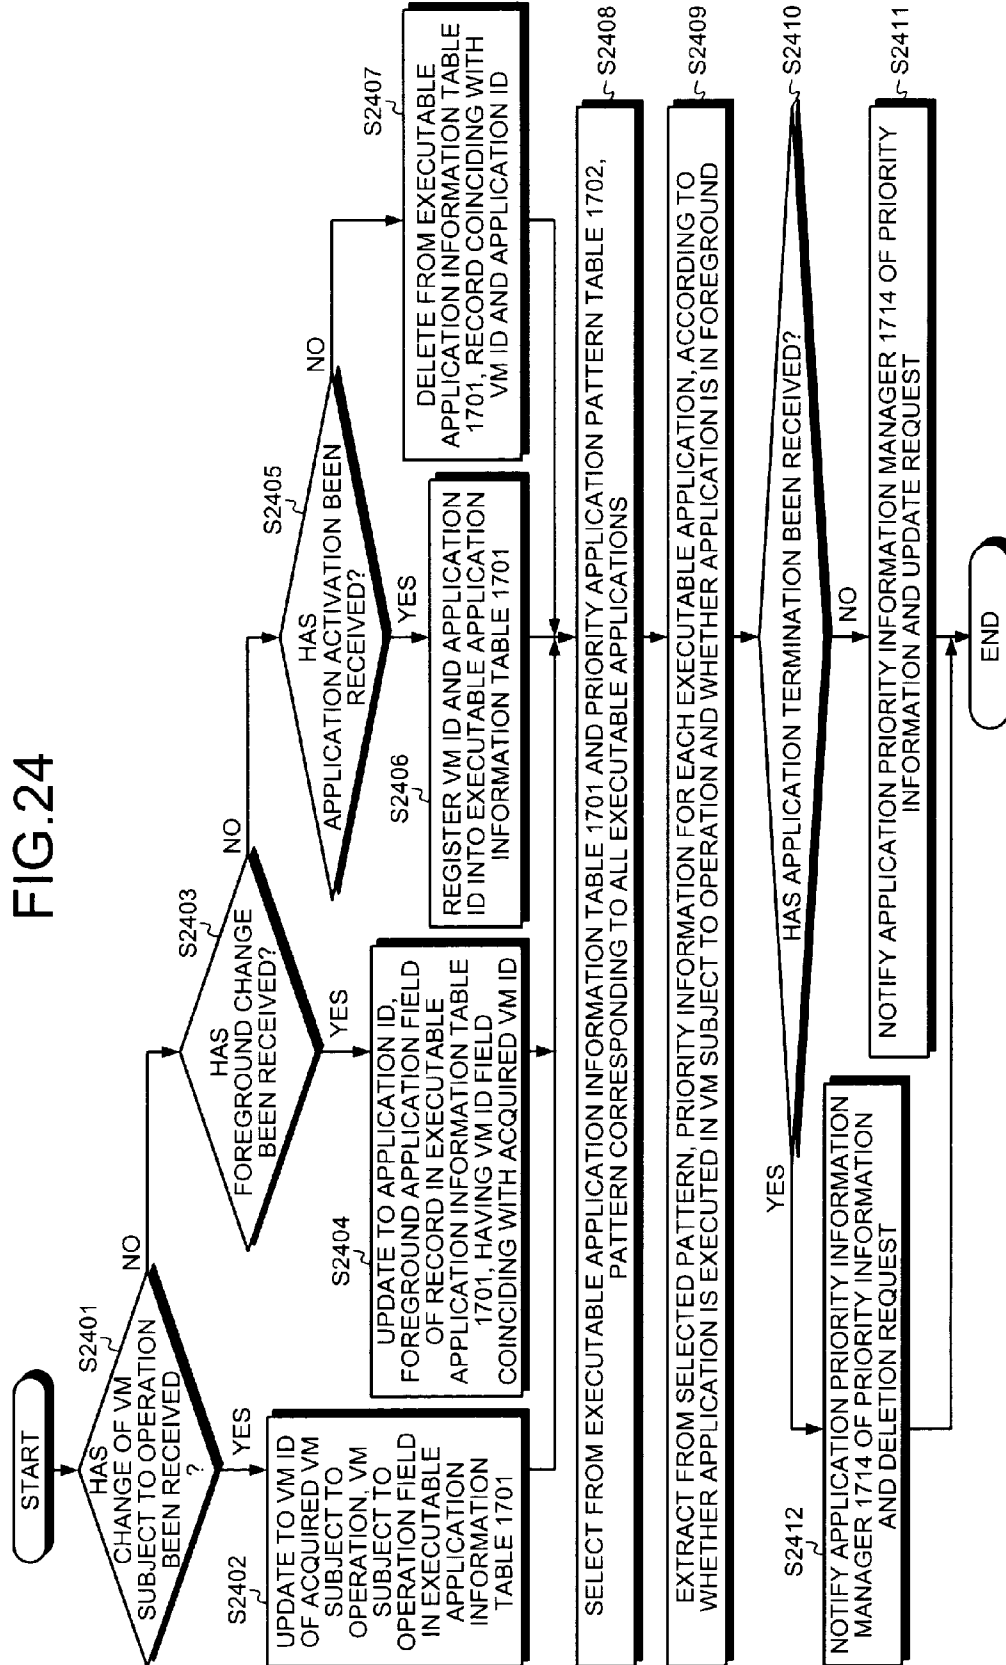 FIG.24
START
S2401
HAS
CHANGE OF VM
SUBJECT TO OPERATION
BEEN RECEIVED
?
NO
YES
S2402
UPDATE TO VM ID
OF ACQUIRED VM
SUBJECT TO
OPERATION, VM
SUBJECT TO
OPERATION FIELD
IN EXECUTABLE
APPLICATION
INFORMATION
TABLE 1701
S2403
HAS
FOREGROUND CHANGE
BEEN RECEIVED?
NO
YES
S2404
UPDATE TO APPLICATION ID,
FOREGROUND APPLICATION FIELD
OF RECORD IN EXECUTABLE
APPLICATION INFORMATION TABLE
1701, HAVING VM ID FIELD
COINCIDING WITH ACQUIRED VM ID
S2405
HAS
APPLICATION ACTIVATION BEEN
RECEIVED?
NO
YES
S2406
REGISTER VM ID AND APPLICATION
ID INTO EXECUTABLE APPLICATION
INFORMATION TABLE 1701
S2407
DELETE FROM EXECUTABLE
APPLICATION INFORMATION TABLE
1701, RECORD COINCIDING WITH
VM ID AND APPLICATION ID
SELECT FROM EXECUTABLE APPLICATION INFORMATION TABLE 1701 AND PRIORITY APPLICATION PATTERN TABLE 1702,
PATTERN CORRESPONDING TO ALL EXECUTABLE APPLICATIONS
S2408
EXTRACT FROM SELECTED PATTERN, PRIORITY INFORMATION FOR EACH EXECUTABLE APPLICATION, ACCORDING TO
WHETHER APPLICATION IS EXECUTED IN VM SUBJECT TO OPERATION AND WHETHER APPLICATION IS IN FOREGROUND
S2409
HAS APPLICATION TERMINATION BEEN RECEIVED?
S2410
YES
NO
S2412
NOTIFY APPLICATION PRIORITY INFORMATION
MANAGER 1714 OF PRIORITY INFORMATION
AND DELETION REQUEST
NOTIFY APPLICATION PRIORITY INFORMATION MANAGER 1714 OF PRIORITY
INFORMATION AND UPDATE REQUEST
S2411
END